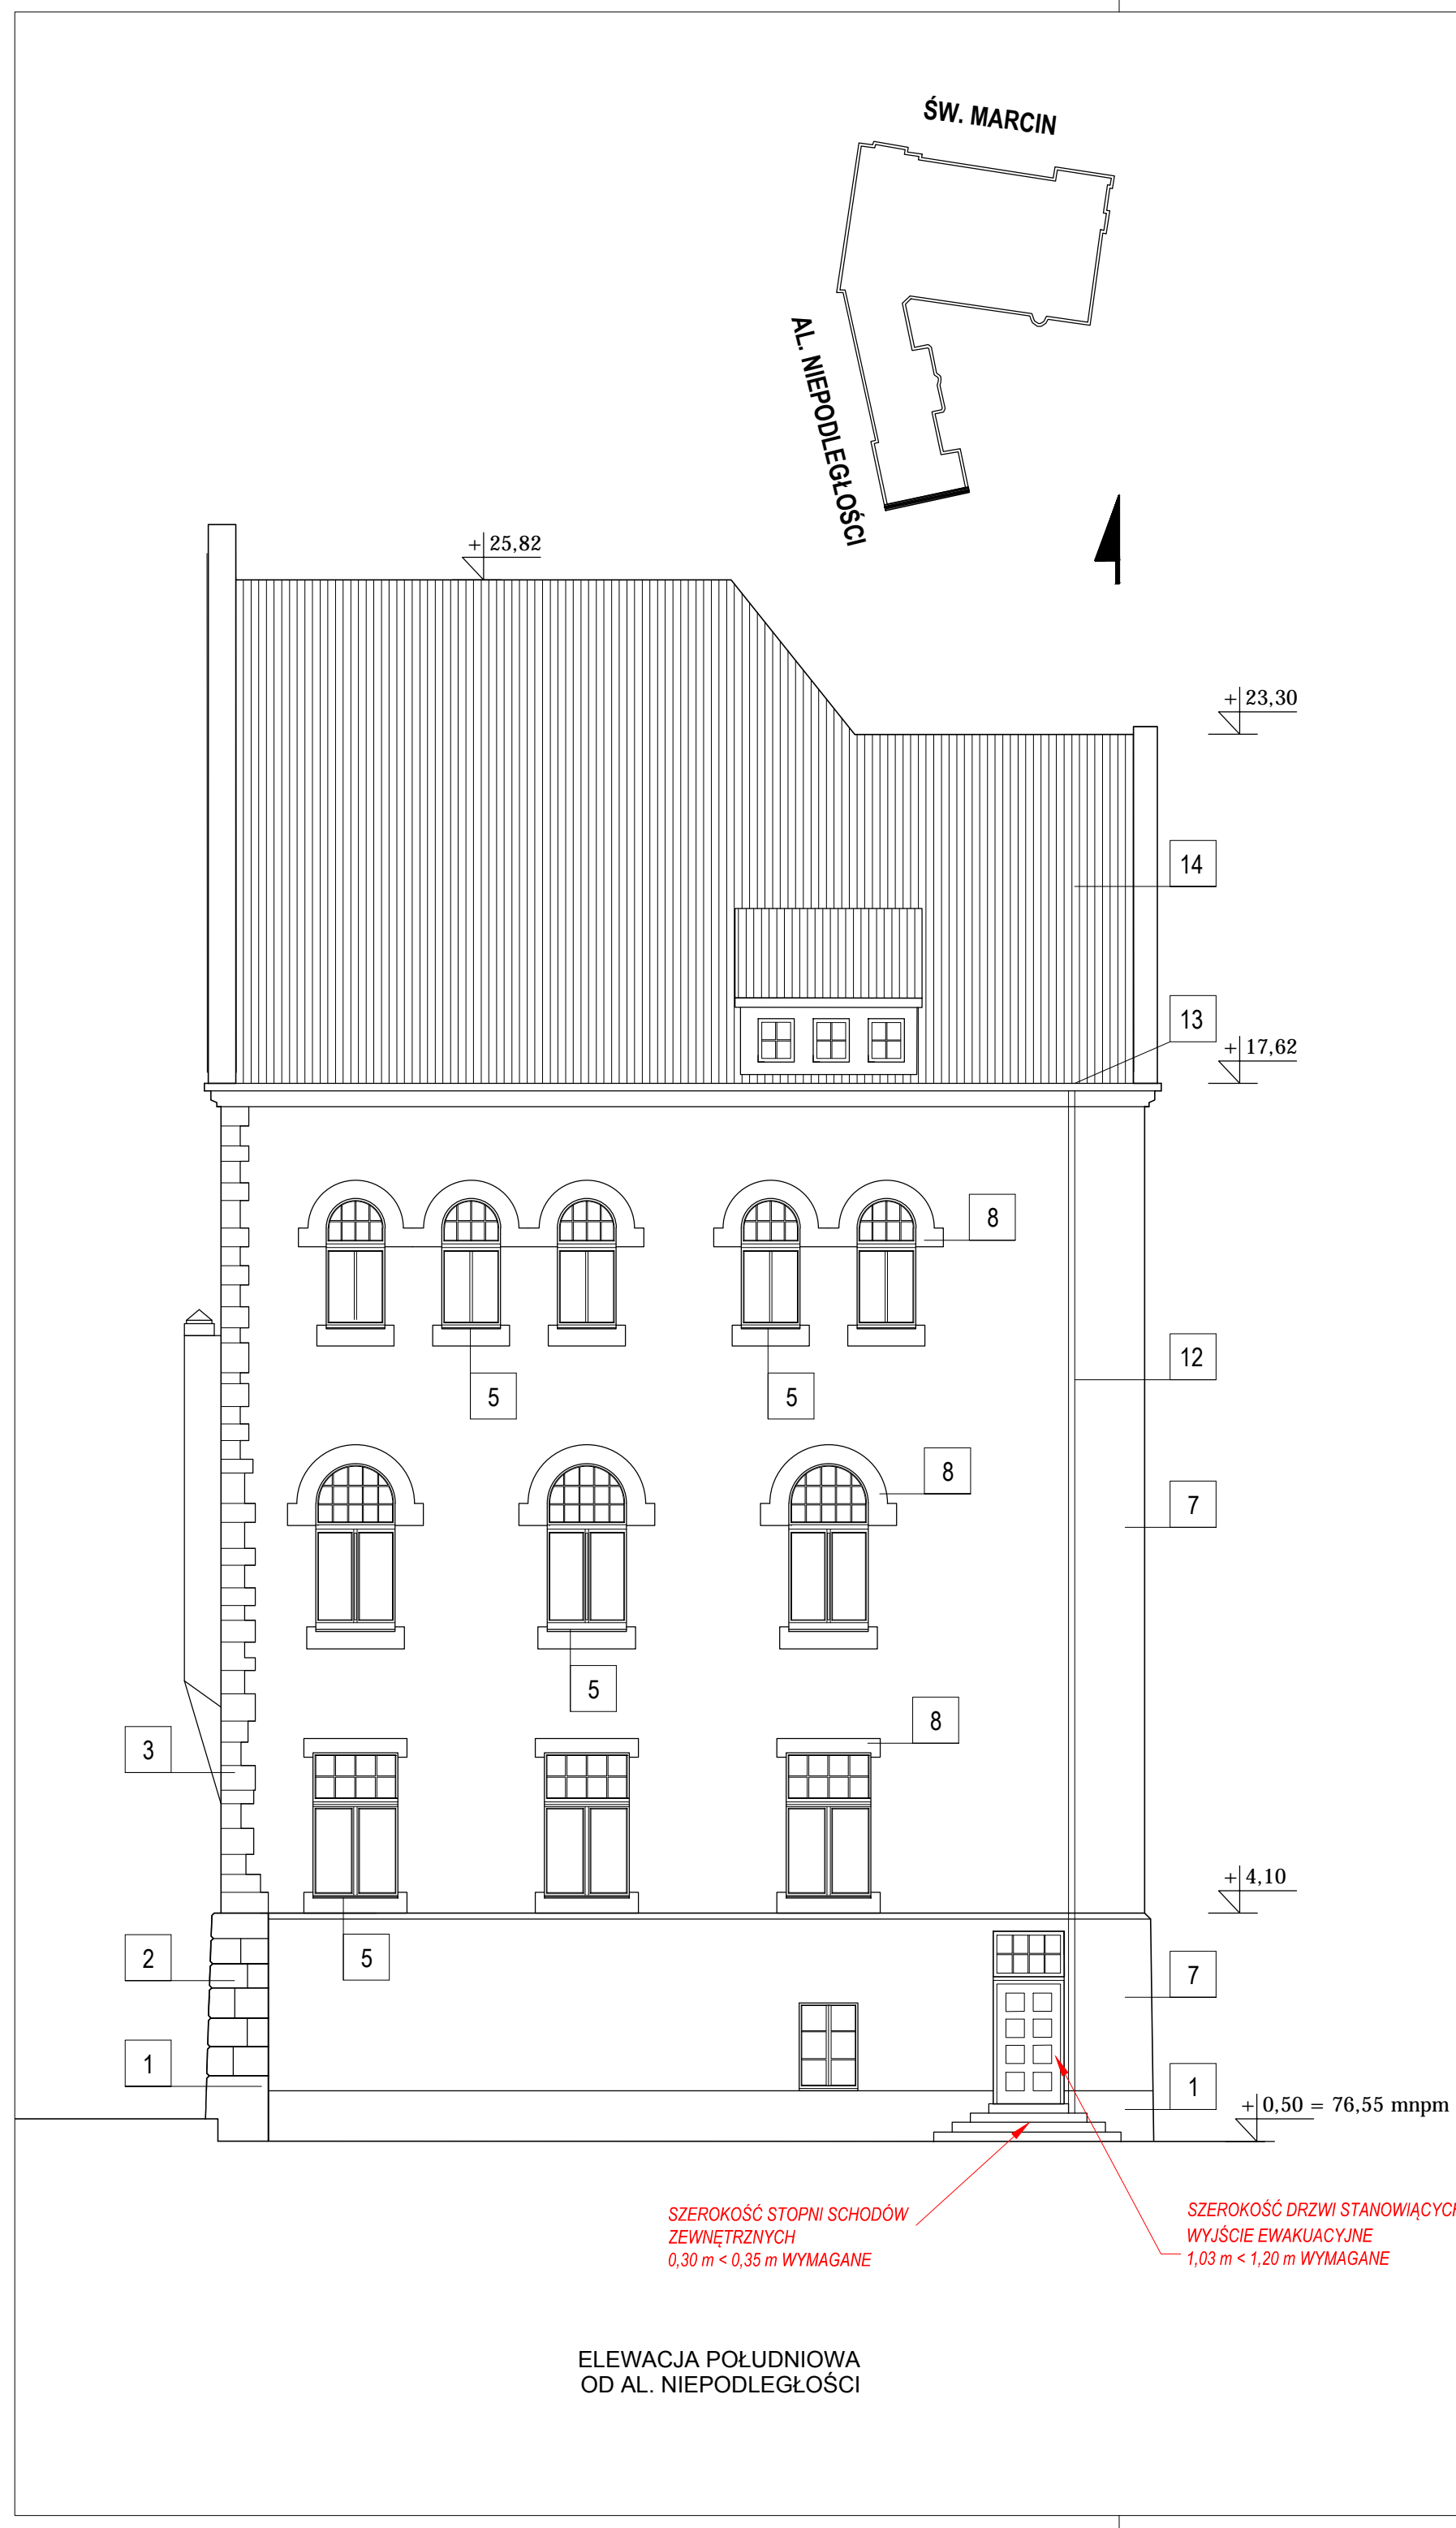 ŚW. MARCIN
AL. NIEPODLEGŁOŚCI
+ 25,82
+ 23,30
14
13
+ 17,62
8
12
5
5
8
7
5
8
3
+ 4,10
2
5
7
1
1
+ 0,50 = 76,55 mnpm
SZEROKOŚĆ STOPNI SCHODÓW
ZEWNĘTRZNYCH
0,30 m < 0,35 m WYMAGANE
SZEROKOŚĆ DRZWI STANOWIĄCYCH
WYJŚCIE EWAKUACYJNE
1,03 m < 1,20 m WYMAGANE
ELEWACJA POŁUDNIOWA
OD AL. NIEPODLEGŁOŚCI